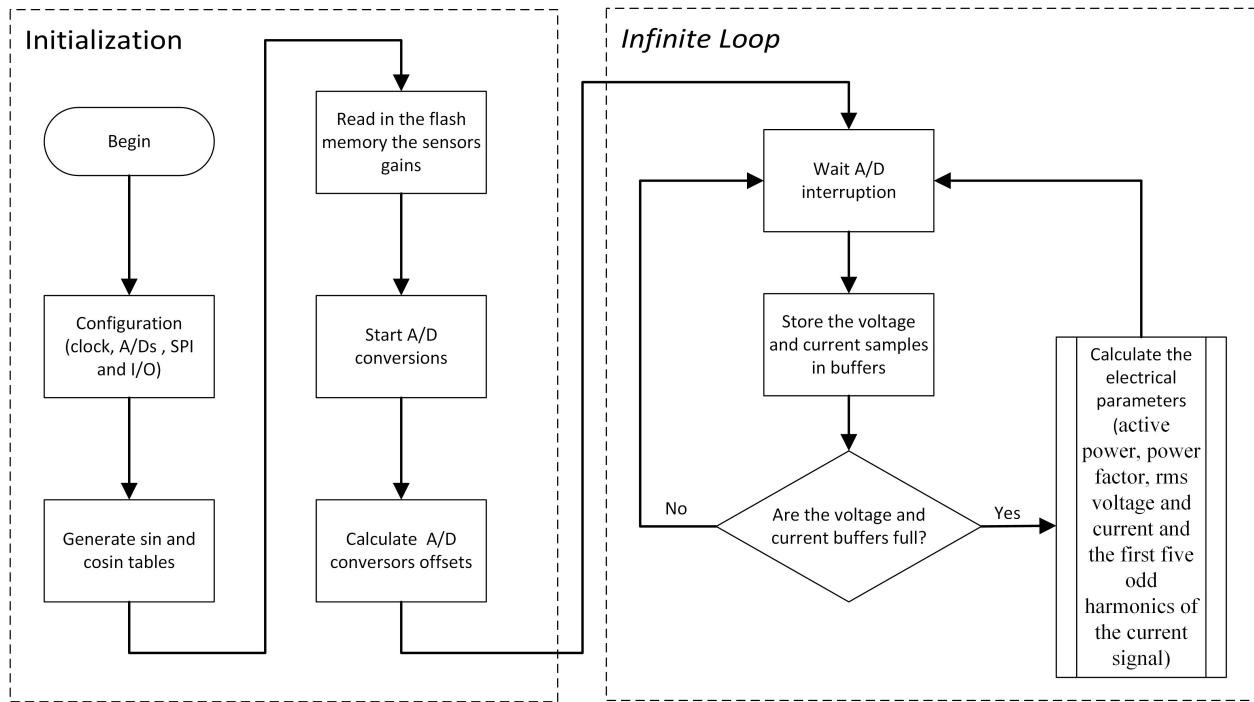 Initialization
Begin
Configuration
(clock, A/Ds , SPI
and I/O)
Generate sin and
cosin tables
Read in the flash
memory the sensors
gains
Start A/D
conversions
Calculate A/D
conversors offsets
Infinite Loop
Wait A/D
interruption
Store the voltage
and current samples
in buffers
Are the voltage and
current buffers full?
No
Yes
Calculate the
electrical
parameters
(active
power, power
factor, rms
voltage and
current and
the first five
odd
harmonics of
the current
signal)